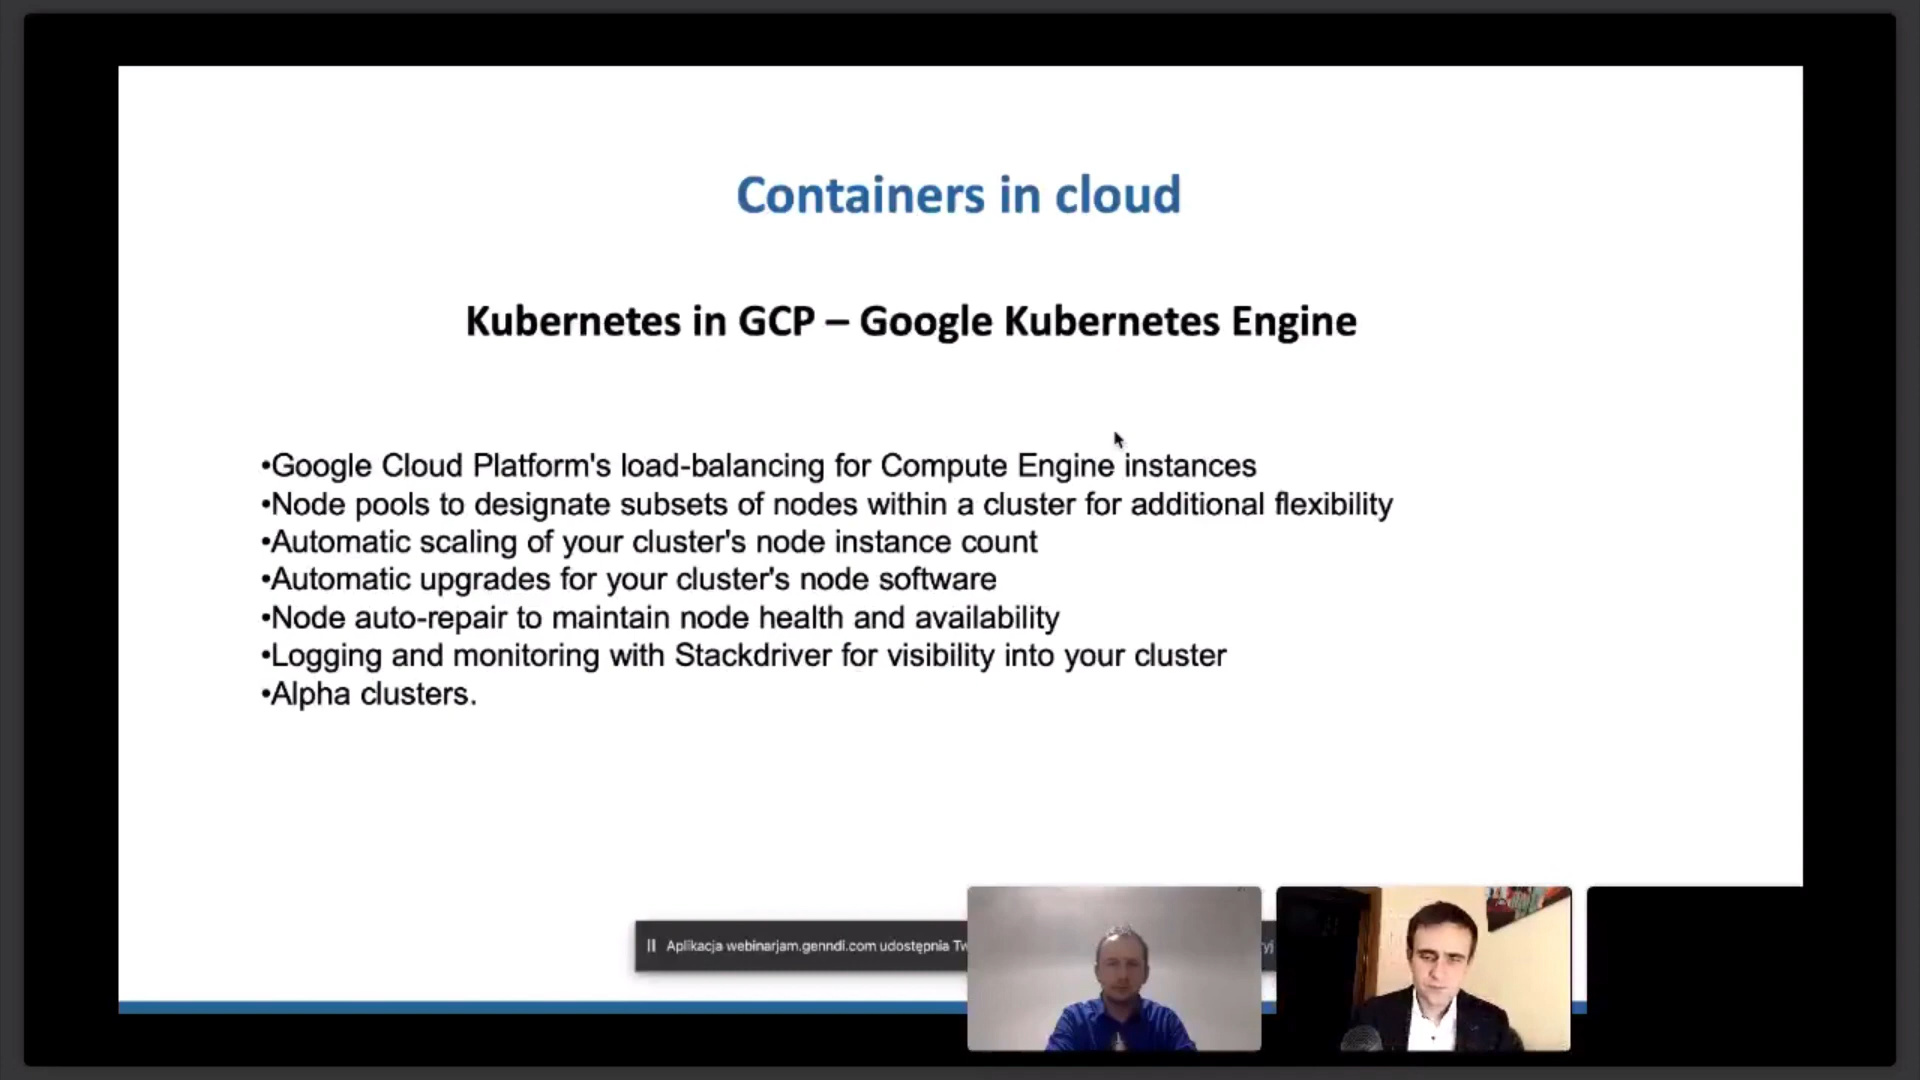 Containers in cloud
Kubernetes in GCP – Google Kubernetes Engine
•Google Cloud Platform's load-balancing for Compute Engine instances
•Node pools to designate subsets of nodes within a cluster for additional flexibility
•Automatic scaling of your cluster's node instance count
•Automatic upgrades for your cluster's node software
•Node auto-repair to maintain node health and availability
•Logging and monitoring with Stackdriver for visibility into your cluster
•Alpha clusters.
Aplikacja webinarjam.genndi.com udostępnia